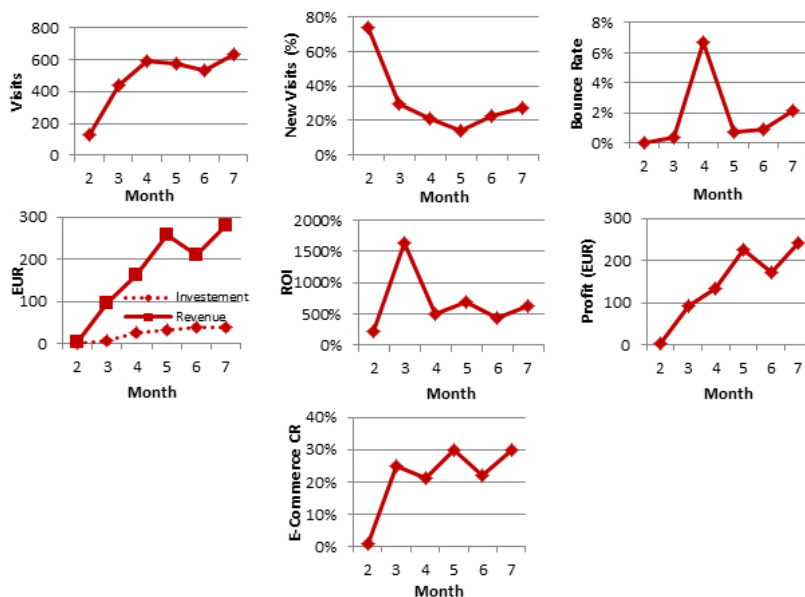 Visits
800
600
400
200
0
2 3 4 5 6 7
Month
New Visits (%)
80%
60%
40%
20%
0%
2 3 4 5 6 7
Month
Bounce Rate
8%
6%
4%
2%
0%
2 3 4 5 6 7
Month
EUR
300
200
100
0
Investement
Revenue
2 3 4 5 6 7
Month
ROI
2000%
1500%
1000%
500%
0%
2 3 4 5 6 7
Month
Profit (EUR)
300
200
100
0
2 3 4 5 6 7
Month
E-Commerce CR
40%
30%
20%
10%
0%
2 3 4 5 6 7
Month